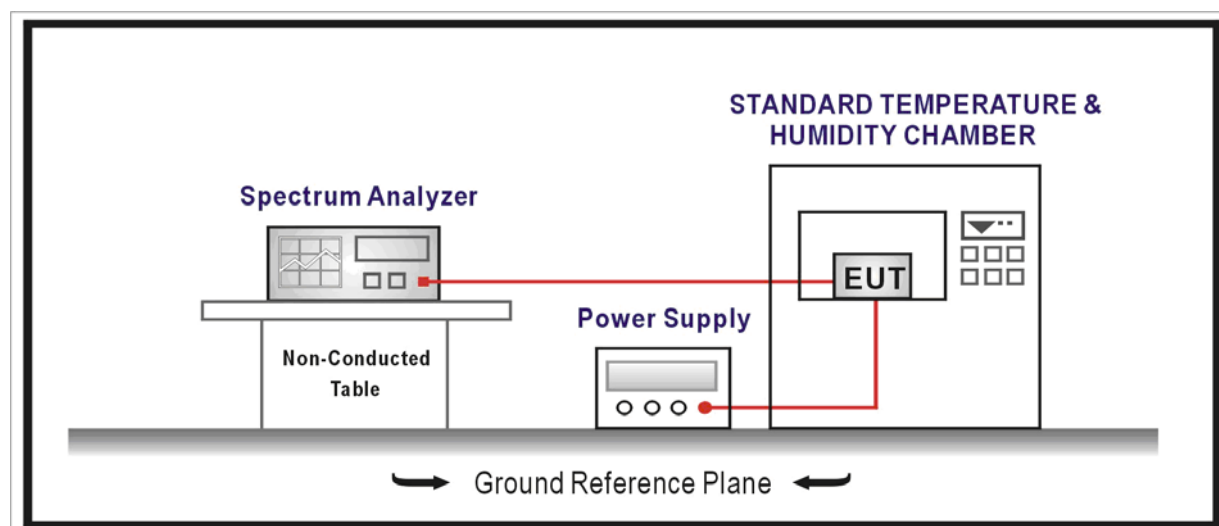 STANDARD TEMPERATURE &
HUMIDITY CHAMBER
Spectrum Analyzer
EUT
Power Supply
Non-Conducted
Table
Ground Reference Plane